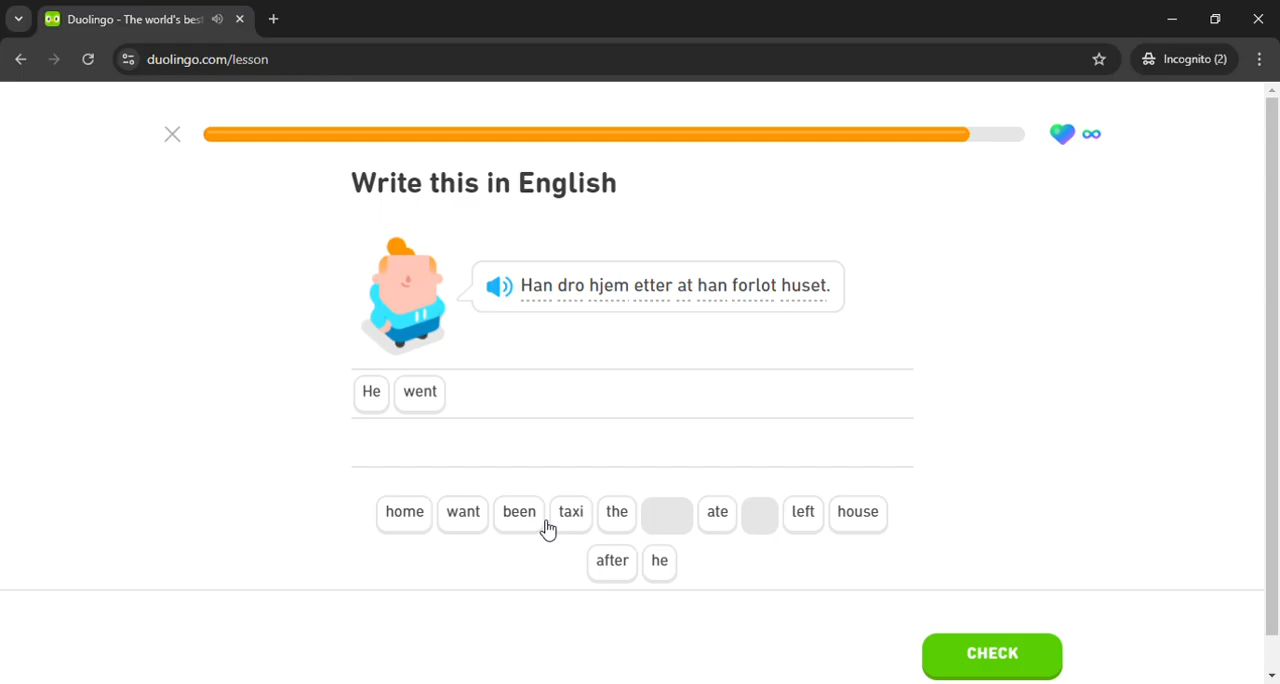 Duolingo - The world's best
duolingo.com/lesson
Incognito (2)
Write this in English
Han dro hjem etter at han forlot huset.
He went
home want been taxi the ate left house
after he
CHECK